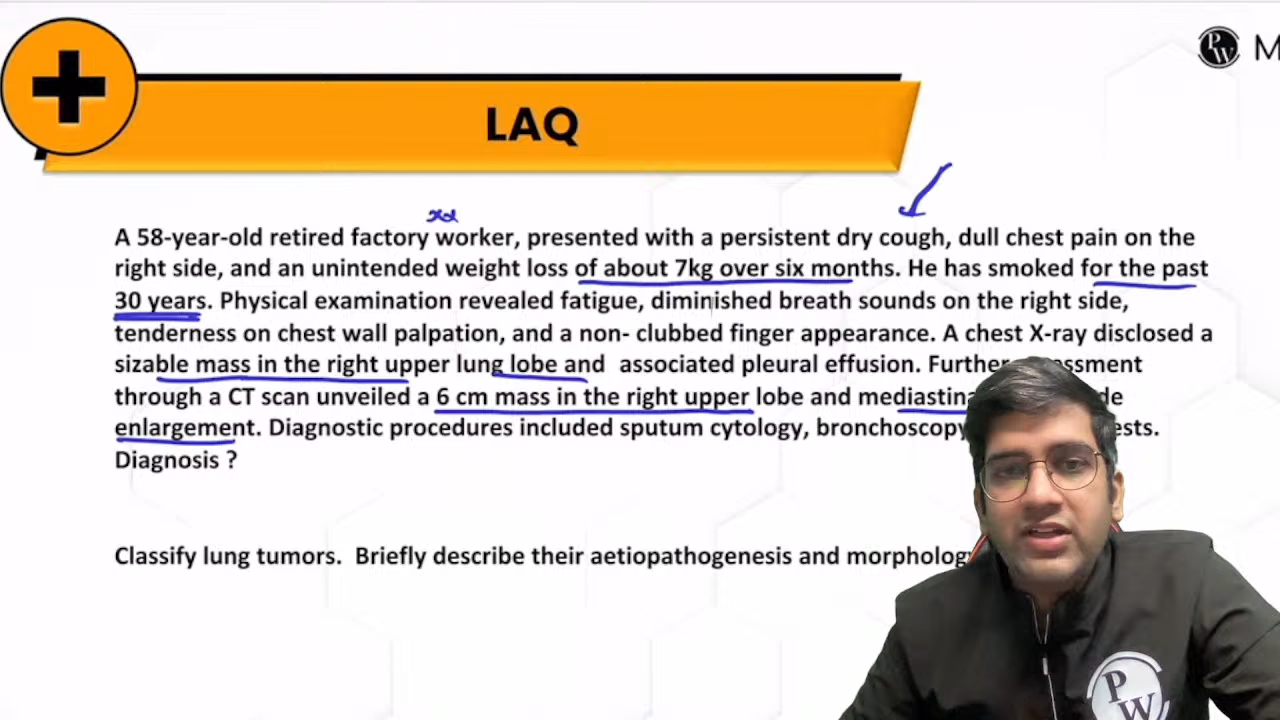 PW M
LAQ
A 58-year-old retired factory worker, presented with a persistent dry cough, dull chest pain on the
right side, and an unintended weight loss of about 7kg over six months. He has smoked for the past
30 years. Physical examination revealed fatigue, diminished breath sounds on the right side,
tenderness on chest wall palpation, and a non- clubbed finger appearance. A chest X-ray disclosed a
sizable mass in the right upper lung lobe and associated pleural effusion. Further
through a CT scan unveiled a 6 cm mass in the right upper lobe and
enlargement. Diagnostic procedures included sputum cytology, bronchoscopy
Diagnosis ?
Classify lung tumors. Briefly describe their aetiopathogenesis and
PW